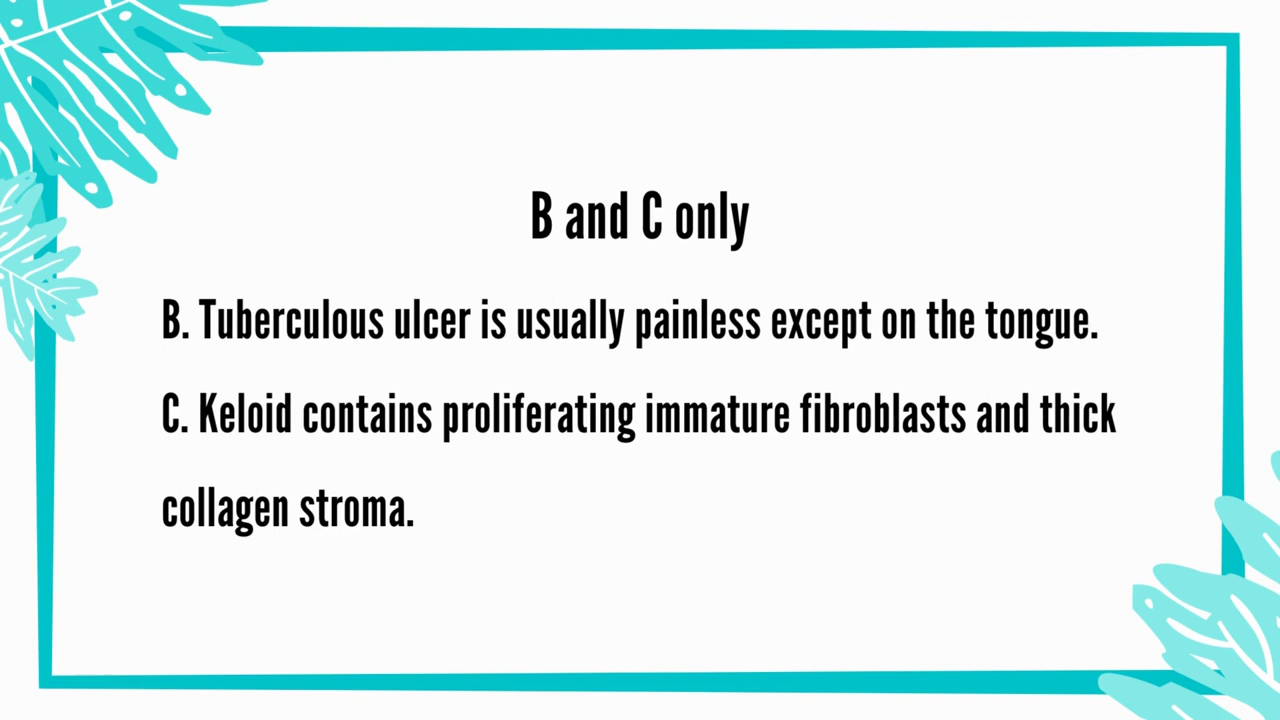 B and C only
B. Tuberculous ulcer is usually painless except on the tongue.
C. Keloid contains proliferating immature fibroblasts and thick
collagen stroma.